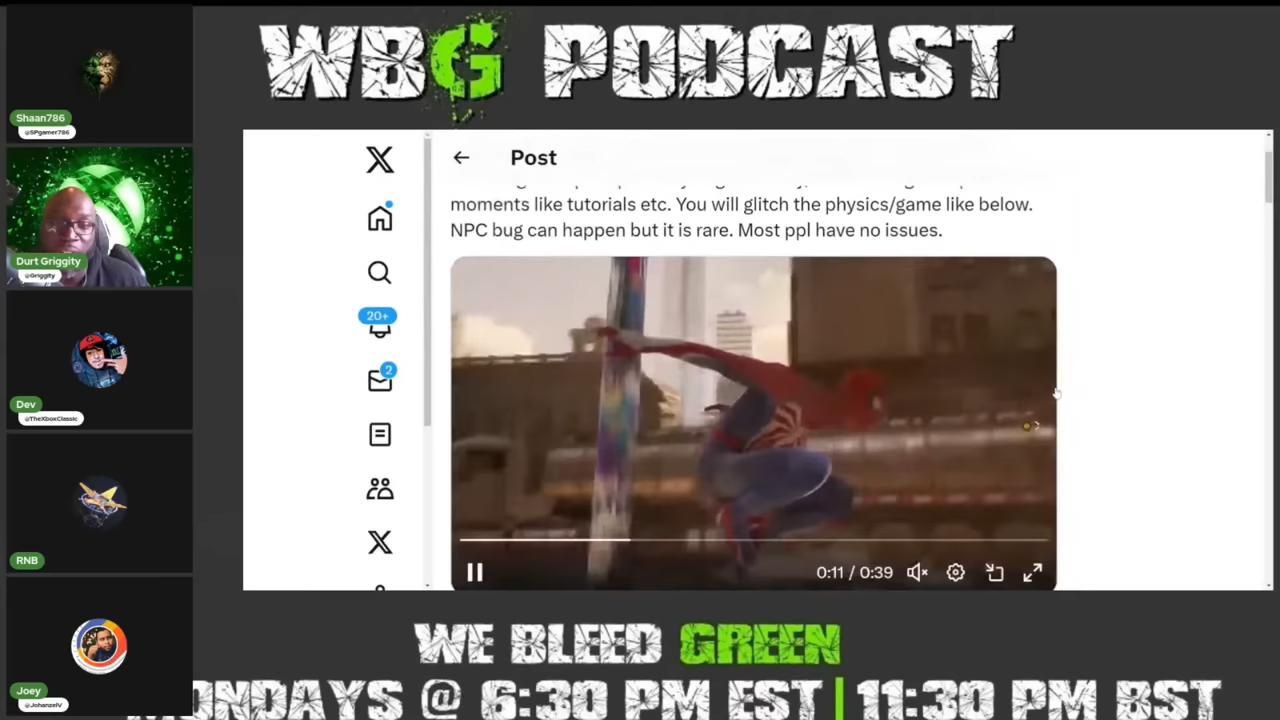 WBG PODCAST
Shaan786
@SPgamer786
Durt Griggity
@Griggity
Dev
@TheXboxClassic
RNB
Joey
@JohanzelV
Post
moments like tutorials etc. You will glitch the physics/game like below.
NPC bug can happen but it is rare. Most ppl have no issues.
20+
2
0:11 / 0:39
WE BLEED GREEN
MONDAYS @ 6:30 PM EST | 11:30 PM BST